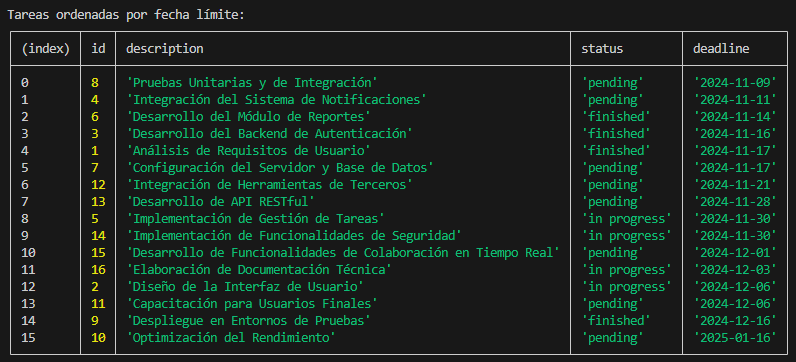 Tareas ordenadas por fecha límite:
(index) id description status deadline
0 8 'Pruebas Unitarias y de Integración' 'pending' '2024-11-09'
1 4 'Integración del Sistema de Notificaciones' 'pending' '2024-11-11'
2 6 'Desarrollo del Módulo de Reportes' 'finished' '2024-11-14'
3 3 'Desarrollo del Backend de Autenticación' 'finished' '2024-11-16'
4 1 'Análisis de Requisitos de Usuario' 'finished' '2024-11-17'
5 7 'Configuración del Servidor y Base de Datos' 'pending' '2024-11-17'
6 12 'Integración de Herramientas de Terceros' 'pending' '2024-11-21'
7 13 'Desarrollo de API RESTful' 'pending' '2024-11-28'
8 5 'Implementación de Gestión de Tareas' 'in progress' '2024-11-30'
9 14 'Implementación de Funcionalidades de Seguridad' 'in progress' '2024-11-30'
10 15 'Desarrollo de Funcionalidades de Colaboración en Tiempo Real' 'pending' '2024-12-01'
11 16 'Elaboración de Documentación Técnica' 'in progress' '2024-12-03'
12 2 'Diseño de la Interfaz de Usuario' 'in progress' '2024-12-06'
13 11 'Capacitación para Usuarios Finales' 'pending' '2024-12-06'
14 9 'Despliegue en Entornos de Pruebas' 'finished' '2024-12-16'
15 10 'Optimización del Rendimiento' 'pending' '2025-01-16'